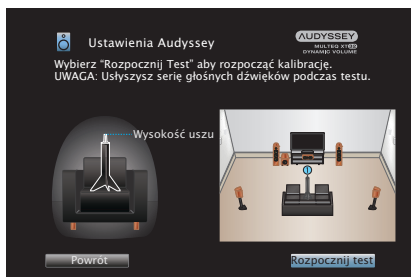 Ustawienia Audyssey
AUDYSSEY
MULTEQ XT32
DYNAMIC VOLUME
Wybierz "Rozpocznij Test” aby rozpocząć kalibrację.
UWAGA: Usłyszysz serię głośnych dźwięków podczas testu.
Wysokość uszu
1
Powrót
Rozpocznij test